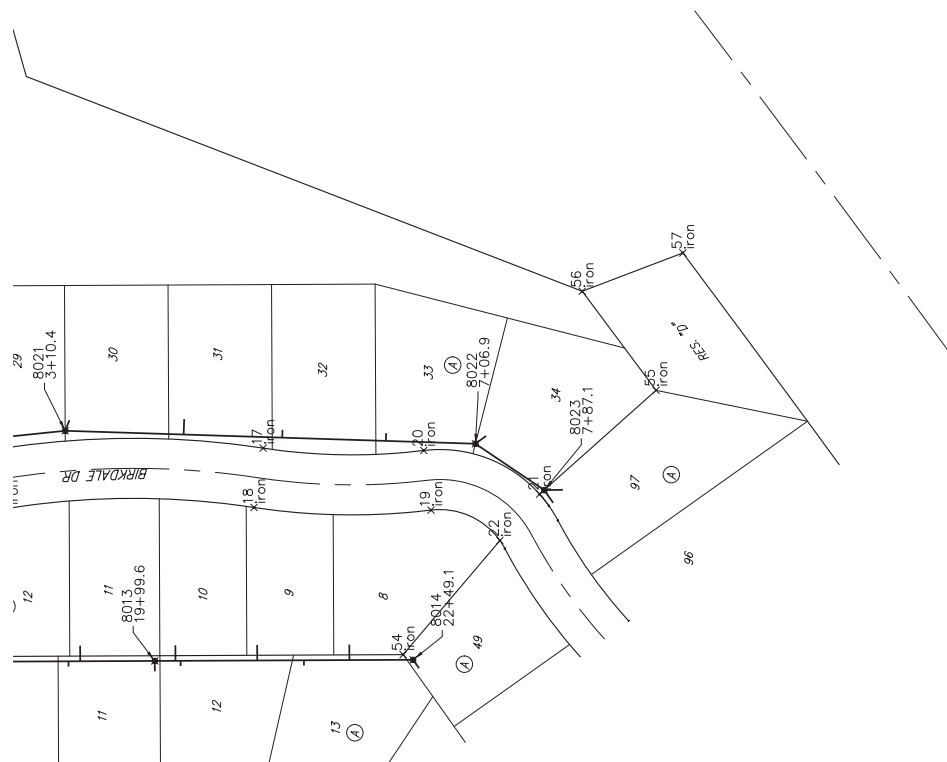 57
iron
56
iron
RES. "D"
55
iron
29
8021
3+10.4
30
31
32
33
A
8022
7+06.9
34
8023
7+87.1
17
iron
20
iron
21
iron
97
A
96
BIRKDALE DR.
iron
18
iron
19
iron
22
iron
12
11
8013
19+99.6
10
9
8
8014
22+49.1
54
iron
49
A
11
12
13
A